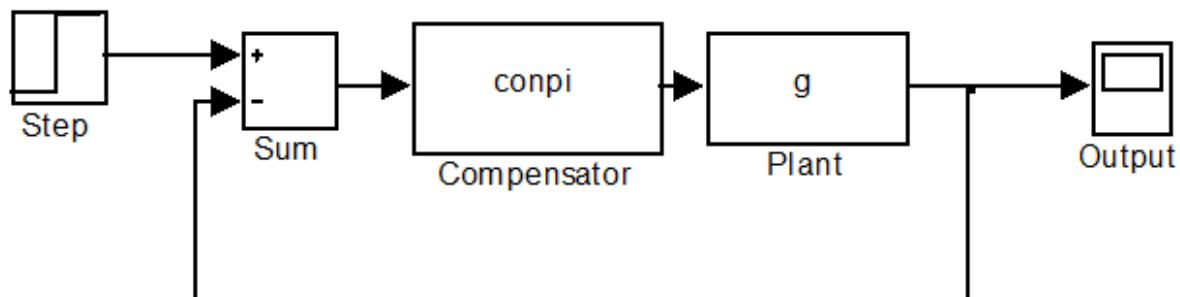 +
conpi
g
−
Step
Sum
Compensator
Plant
Output